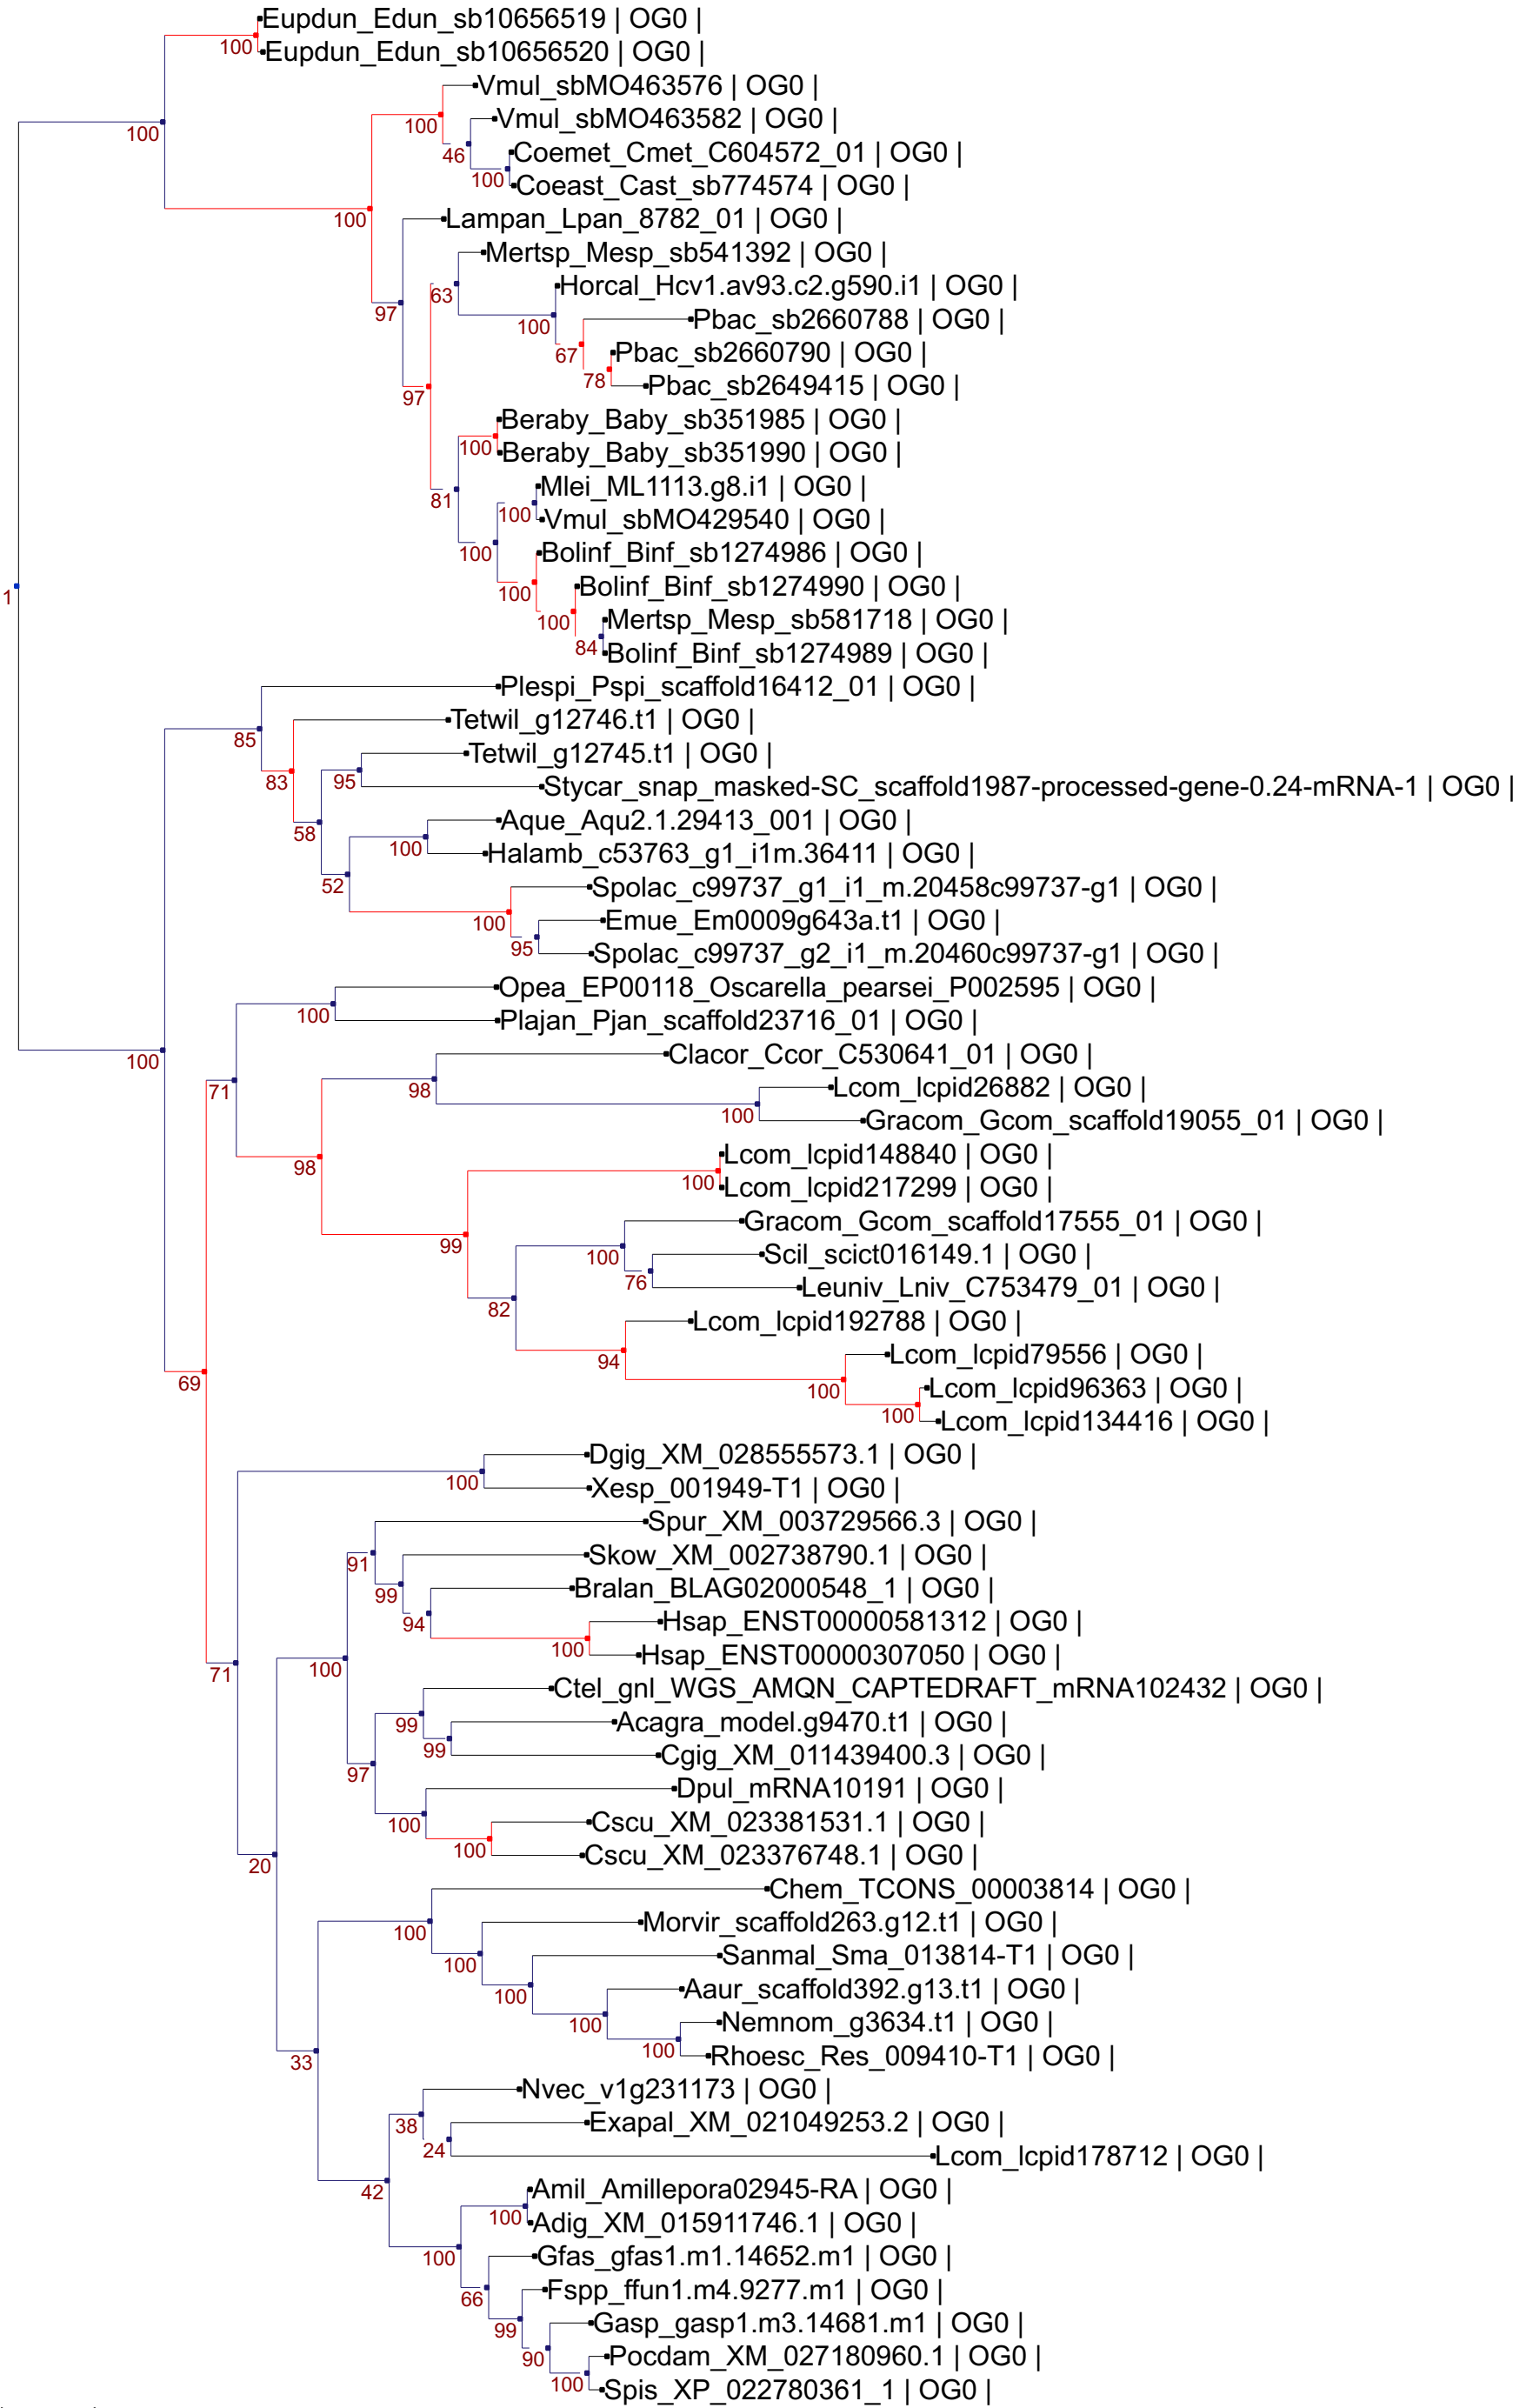 Eupdun_Edun_sb10656519 | OG0 |
100
Eupdun_Edun_sb10656520 | OG0 |
Vmul_sbMO463576 | OG0 |
100
Vmul_sbMO463582 | OG0 |
100
46
Coemet_Cmet_C604572_01 | OG0 |
100
Coeast_Cast_sb774574 | OG0 |
100
Lampan_Lpan_8782_01 | OG0 |
Mertsp_Mesp_sb541392 | OG0 |
63
Horcal_Hcv1.av93.c2.g590.i1 | OG0 |
97
100
Pbac_sb2660788 | OG0 |
67
Pbac_sb2660790 | OG0 |
78
Pbac_sb2649415 | OG0 |
97
Beraby_Baby_sb351985 | OG0 |
100
Beraby_Baby_sb351990 | OG0 |
81
Mlei_ML1113.g8.i1 | OG0 |
100
Vmul_sbMO429540 | OG0 |
100
Bolinf_Binf_sb1274986 | OG0 |
100
Bolinf_Binf_sb1274990 | OG0 |
1
100
Mertsp_Mesp_sb581718 | OG0 |
84
Bolinf_Binf_sb1274989 | OG0 |
Plespi_Pspi_scaffold16412_01 | OG0 |
85
Tetwil_g12746.t1 | OG0 |
83
Tetwil_g12745.t1 | OG0 |
95
Stycar_snap_masked-SC_scaffold1987-processed-gene-0.24-mRNA-1 | OG0 |
58
Aque_Aqu2.1.29413_001 | OG0 |
100
Halamb_c53763_g1_i1m.36411 | OG0 |
52
Spolac_c99737_g1_i1_m.20458c99737-g1 | OG0 |
100
Emue_Em0009g643a.t1 | OG0 |
95
Spolac_c99737_g2_i1_m.20460c99737-g1 | OG0 |
Opea_EP00118_Oscarella_pearsei_P002595 | OG0 |
100
Plajan_Pjan_scaffold23716_01 | OG0 |
100
Clacor_Ccor_C530641_01 | OG0 |
71
98
Lcom_lcpid26882 | OG0 |
100
Gracom_Gcom_scaffold19055_01 | OG0 |
98
Lcom_lcpid148840 | OG0 |
100
Lcom_lcpid217299 | OG0 |
99
Gracom_Gcom_scaffold17555_01 | OG0 |
100
Scil_scict016149.1 | OG0 |
76
Leuniv_Lniv_C753479_01 | OG0 |
82
Lcom_lcpid192788 | OG0 |
94
Lcom_lcpid79556 | OG0 |
69
100
Lcom_lcpid96363 | OG0 |
100
Lcom_lcpid134416 | OG0 |
Dgig_XM_028555573.1 | OG0 |
100
Xesp_001949-T1 | OG0 |
Spur_XM_003729566.3 | OG0 |
91
Skow_XM_002738790.1 | OG0 |
99
Bralan_BLAG02000548_1 | OG0 |
94
Hsap_ENST00000581312 | OG0 |
100
Hsap_ENST00000307050 | OG0 |
71
100
Ctel_gnl_WGS_AMQN_CAPTEDRAFT_mRNA102432 | OG0 |
99
Acagra_model.g9470.t1 | OG0 |
99
Cgig_XM_011439400.3 | OG0 |
97
Dpul_mRNA10191 | OG0 |
100
Cscu_XM_023381531.1 | OG0 |
100
Cscu_XM_023376748.1 | OG0 |
20
Chem_TCONS_00003814 | OG0 |
100
Morvir_scaffold263.g12.t1 | OG0 |
100
Sanmal_Sma_013814-T1 | OG0 |
100
Aaur_scaffold392.g13.t1 | OG0 |
100
Nemnom_g3634.t1 | OG0 |
100
Rhoesc_Res_009410-T1 | OG0 |
33
Nvec_v1g231173 | OG0 |
38
Exapal_XM_021049253.2 | OG0 |
24
Lcom_lcpid178712 | OG0 |
42
Amil_Amillepora02945-RA | OG0 |
100
Adig_XM_015911746.1 | OG0 |
100
Gfas_gfas1.m1.14652.m1 | OG0 |
66
Fspp_ffun1.m4.9277.m1 | OG0 |
99
Gasp_gasp1.m3.14681.m1 | OG0 |
90
Pocdam_XM_027180960.1 | OG0 |
100
Spis_XP_022780361_1 | OG0 |